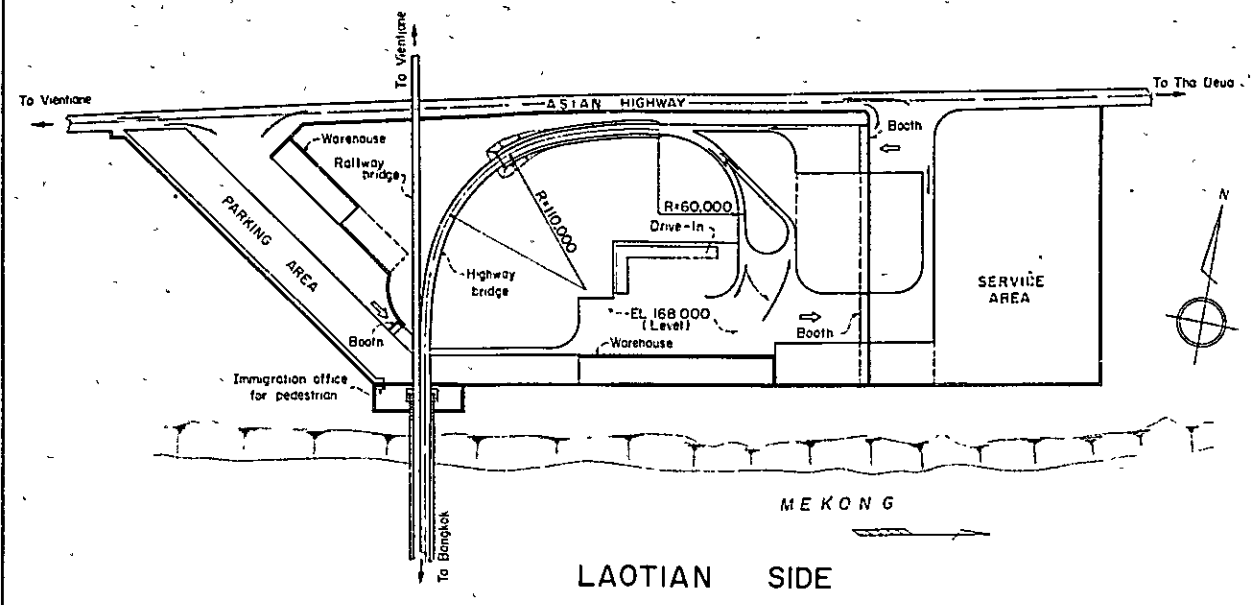 To Vientiane
To Vientiane
To Tha Deua
ASIAN HIGHWAY
Booth
Warehouse
Railway
bridge
R=110,000
R=60,000
Drive-In
N
PARKING
AREA
Highway
bridge
SERVICE
AREA
EL 168 000
(Level)
Booth
Booth
Warehouse
Immigration office
for pedestrian
MEKONG
To Bangkok
LAOTIAN SIDE